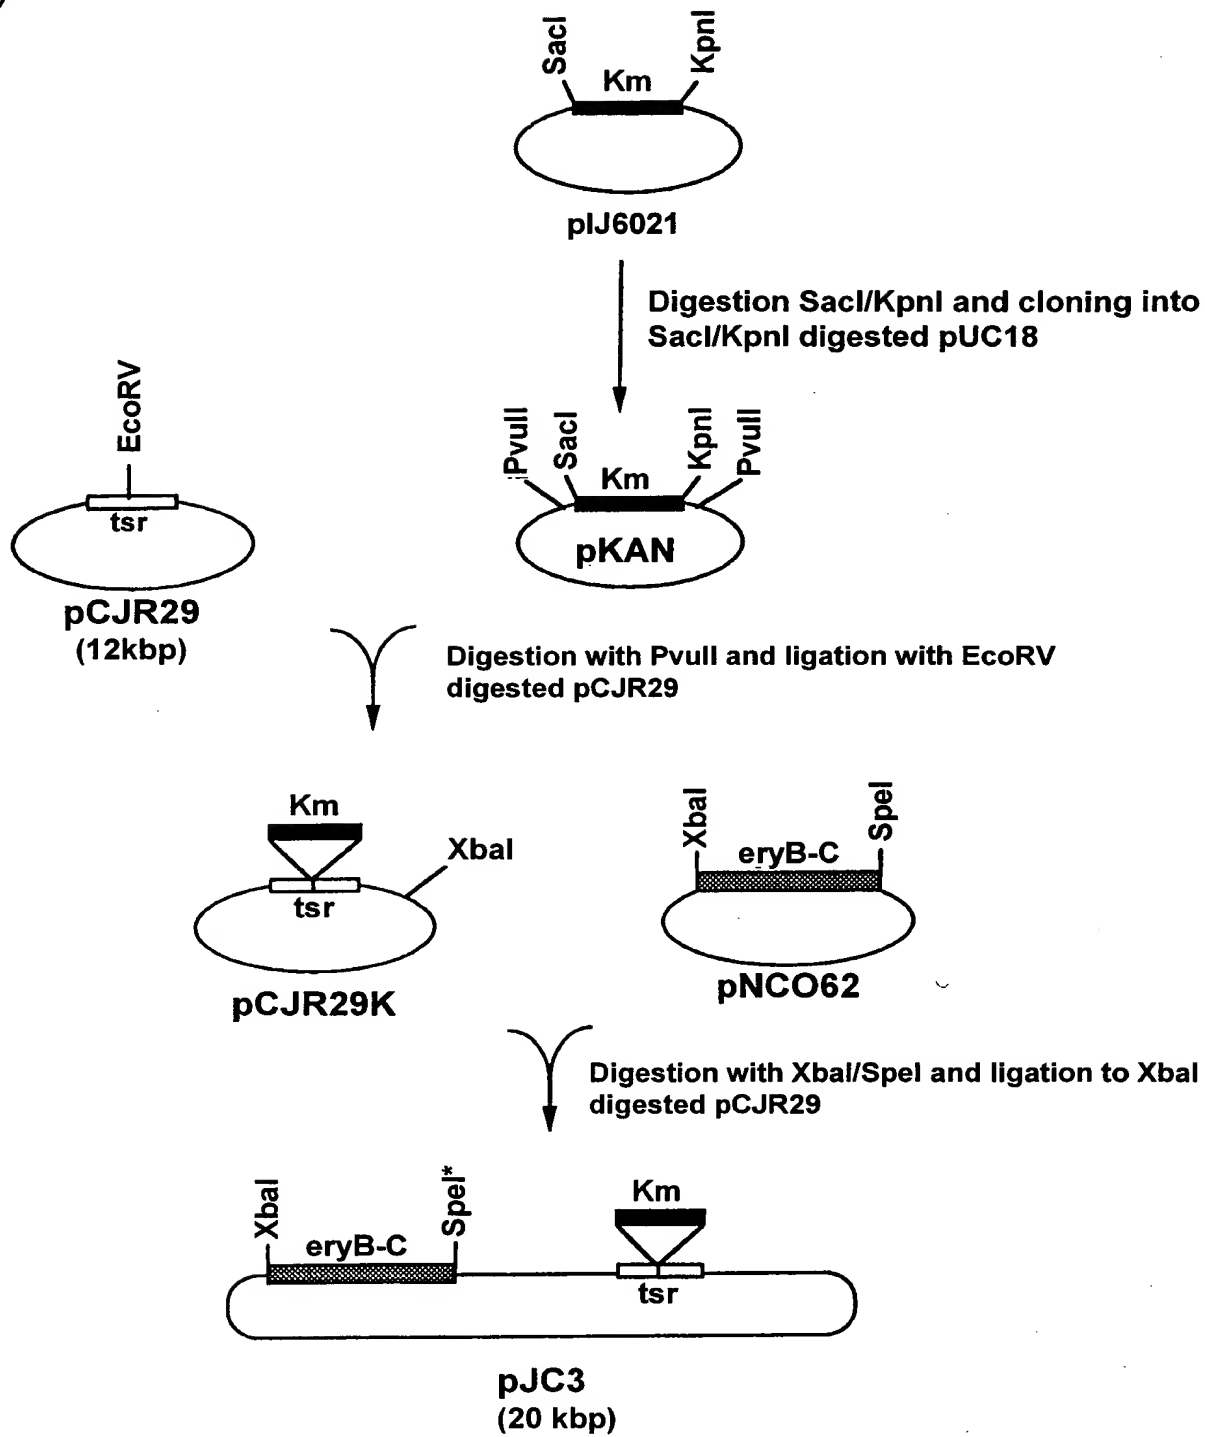 SacI
KpnI
Km
pIJ6021
Digestion SacI/KpnI and cloning into
SacI/KpnI digested pUC18
EcoRV
tsr
pCJR29
(12kbp)
PvuII
SacI
KpnI
PvuII
Km
pKAN
Digestion with PvuII and ligation with EcoRV
digested pCJR29
Km
XbaI
tsr
pCJR29K
XbaI
SpeI
eryB-C
pNCO62
Digestion with XbaI/SpeI and ligation to XbaI
digested pCJR29
XbaI
SpeI*
eryB-C
Km
tsr
pJC3
(20 kbp)